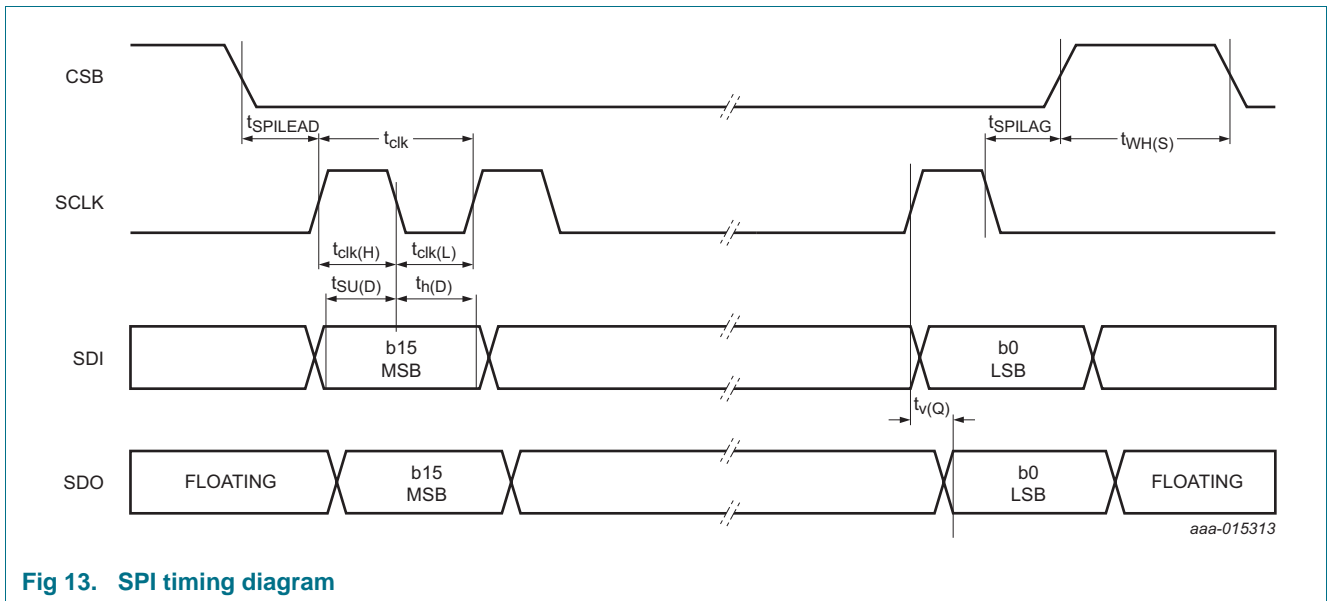 CSB
tSPILEAD
tclk
tSPILAG
tWH(S)
SCLK
tclk(H)
tclk(L)
tSU(D)
th(D)
SDI
b15
MSB
b0
LSB
tv(Q)
SDO
FLOATING
b15
MSB
b0
LSB
FLOATING
aaa-015313
Fig 13. SPI timing diagram